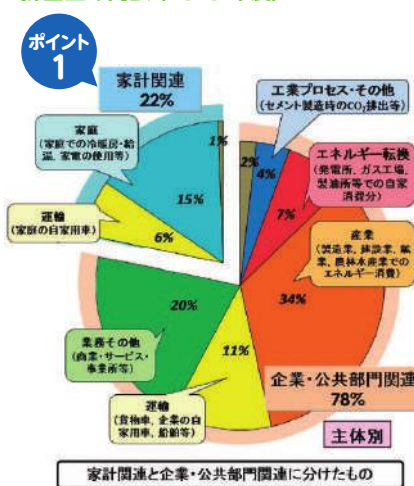 ポイント
1
家計関連
22%
工業プロセス・その他
(セメント製造時のCO₂排出等)
家庭
(家庭での冷暖房・給
湯、家電の使用等)
エネルギー転換
(発電所、ガス工場、
製油所等での自家
消費分)
1%
2%
4%
7%
15%
運輸
(家庭の自家用車)
6%
産業
(製造業、建設業、鉱
業、農林水産業での
エネルギー消費)
34%
20%
業務その他
(商業・サービス・
事業所等)
11%
運輸
(貨物車、企業の自
家用車、船舶等)
企業・公共部門関連
78%
主体別
家計関連と企業・公共部門関連に分けたもの